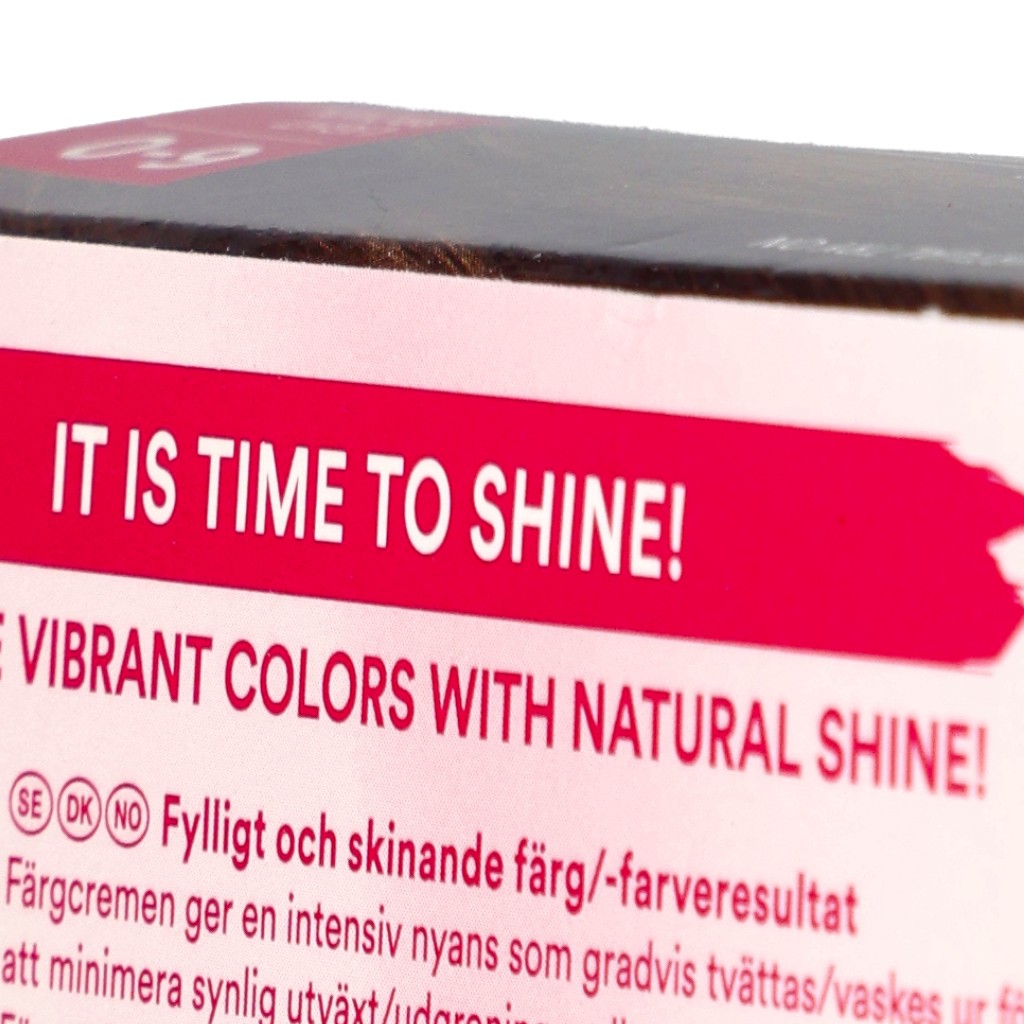 IT IS TIME TO SHINE!
VIBRANT COLORS WITH NATURAL SHINE!
SE DK NO Fylligt och skinande färg/-farveresultat
Färgcremen ger en intensiv nyans som gradvis tvättas/vaskes ur
att minimera synlig